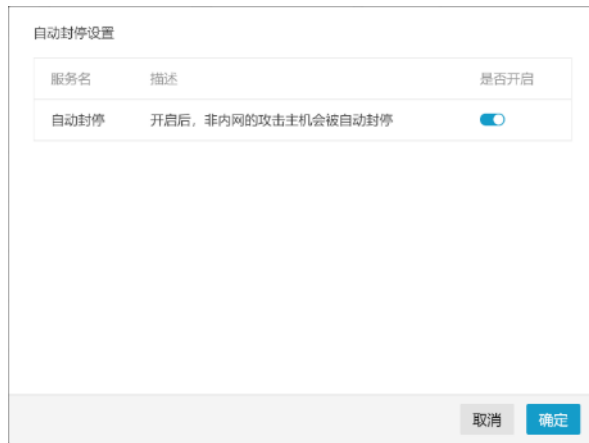 自动封停设置
服务名 描述 是否开启
自动封停 开启后，非内网的攻击主机会被自动封停
取消 确定